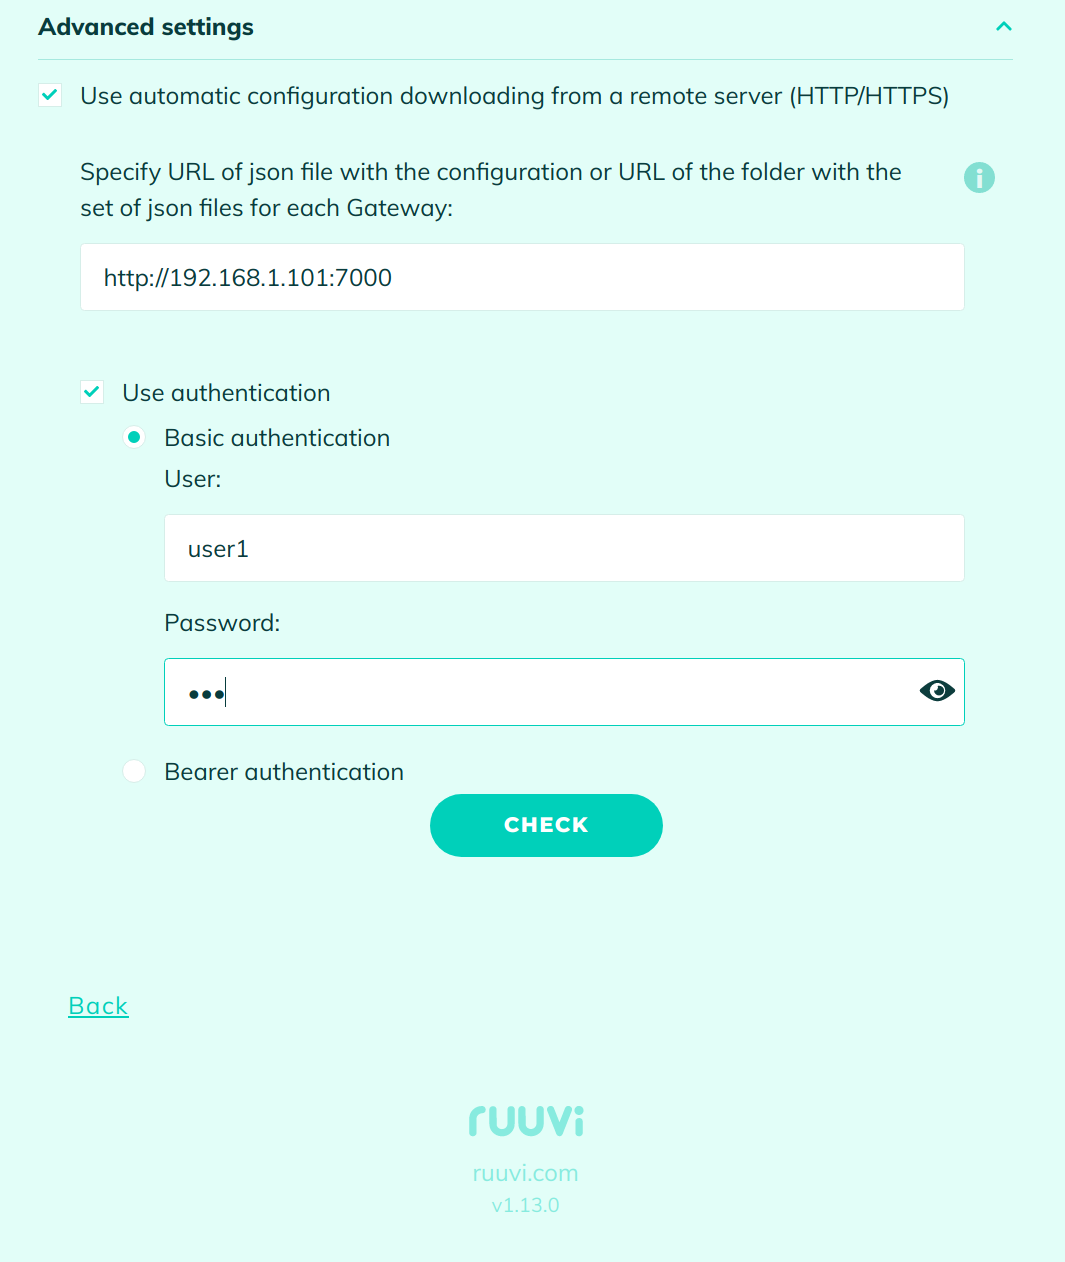 Advanced settings
Use automatic configuration downloading from a remote server (HTTP/HTTPS)
Specify URL of json file with the configuration or URL of the folder with the
set of json files for each Gateway:
http://192.168.1.101:7000
Use authentication
Basic authentication
User:
user1
Password:
•••
Bearer authentication
CHECK
Back
ruuvi
ruuvi.com
v1.13.0